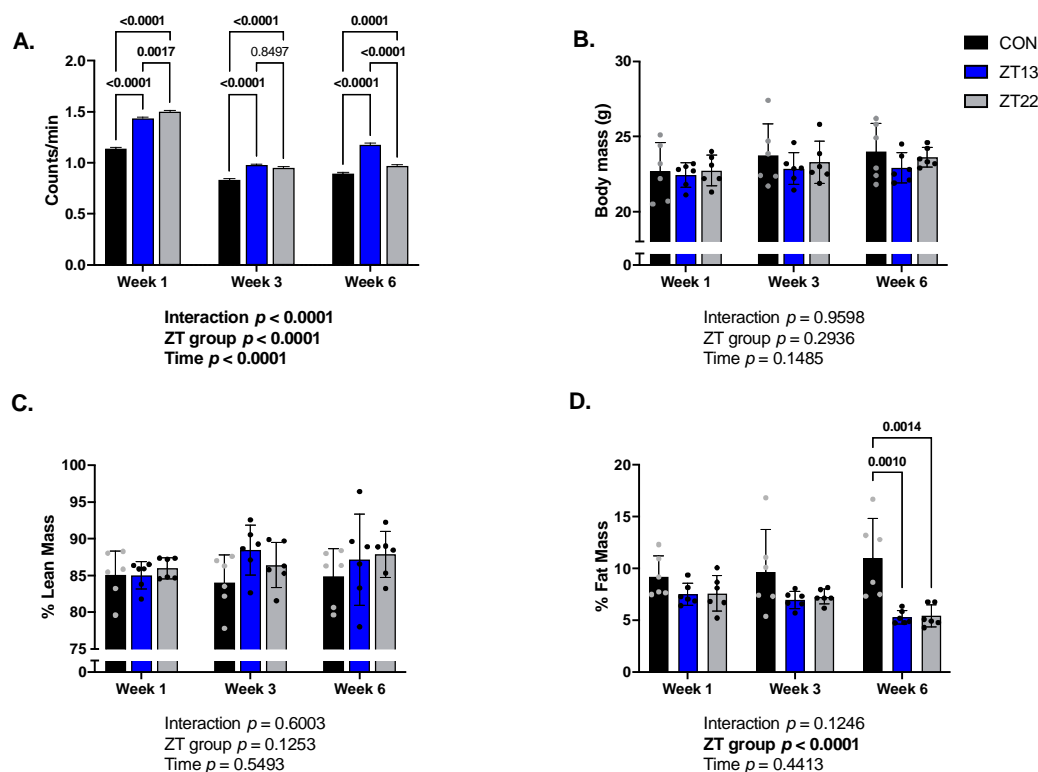 A.
<0.0001
<0.0001
0.0001
0.0017
0.8497
<0.0001
<0.0001
<0.0001
<0.0001
2.0
1.5
1.0
0.5
0.0
Counts/min
Week 1
Week 3
Week 6
Interaction p < 0.0001
ZT group p < 0.0001
Time p < 0.0001
B.
CON
ZT13
ZT22
30
25
20
0
Body mass (g)
Week 1
Week 3
Week 6
Interaction p = 0.9598
ZT group p = 0.2936
Time p = 0.1485
C.
100
95
90
85
80
75
0
% Lean Mass
Week 1
Week 3
Week 6
Interaction p = 0.6003
ZT group p = 0.1253
Time p = 0.5493
D.
0.0014
0.0010
20
15
10
5
0
% Fat Mass
Week 1
Week 3
Week 6
Interaction p = 0.1246
ZT group p < 0.0001
Time p = 0.4413